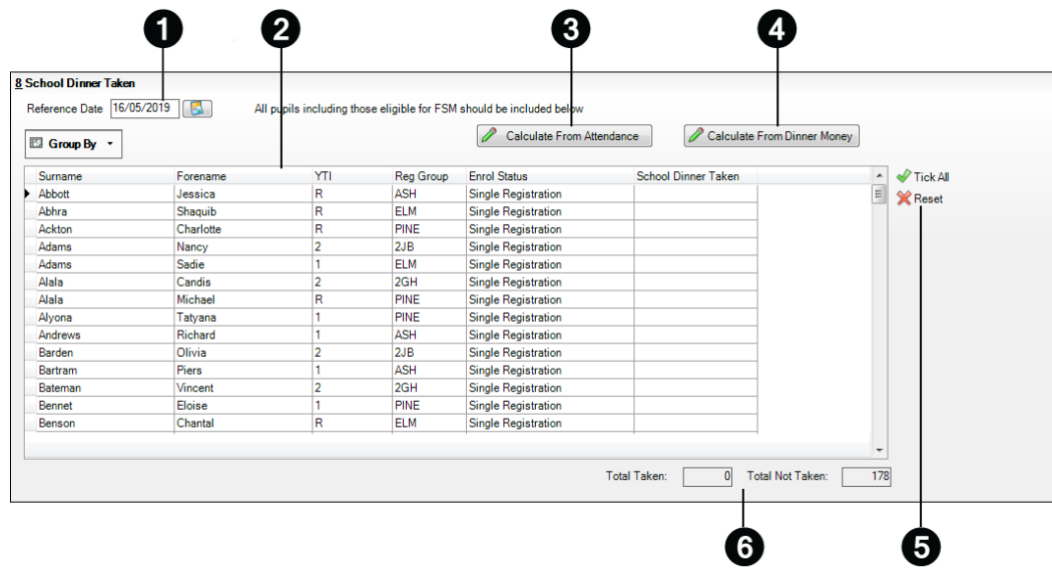 1 2 3 4
8 School Dinner Taken
Reference Date 16/05/2019 All pupils including those eligible for FSM should be included below
Group By Calculate From Attendance Calculate From Dinner Money
Surname Forename YTI Reg Group Enrol Status School Dinner Taken Tick All
Abbott Jessica R ASH Single Registration Reset
Abhra Shaquib R ELM Single Registration
Ackton Charlotte R PINE Single Registration
Adams Nancy 2 2JB Single Registration
Adams Sadie 1 ELM Single Registration
Alala Candis 2 2GH Single Registration
Alala Michael R PINE Single Registration
Alyona Tatyana 1 PINE Single Registration
Andrews Richard 1 ASH Single Registration
Barden Olivia 2 2JB Single Registration
Bartram Piers 1 ASH Single Registration
Bateman Vincent 2 2GH Single Registration
Bennet Eloise 1 PINE Single Registration
Benson Chantal R ELM Single Registration
Total Taken: 0 Total Not Taken: 178
6 5